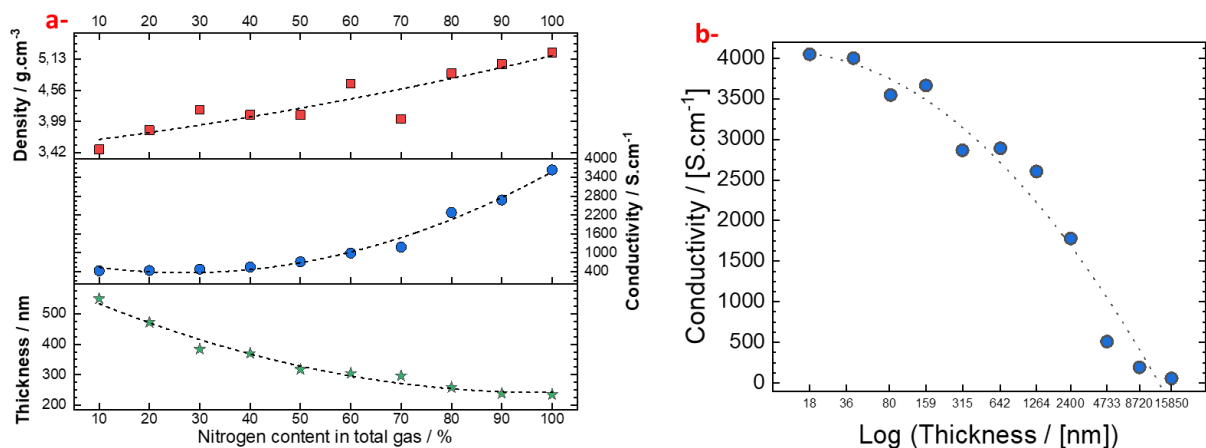 a-
10 20 30 40 50 60 70 80 90 100
Density / g.cm-3
5,13
4,56
3,99
3,42
Conductivity / S.cm-1
4000
3400
2800
2200
1600
1000
400
Thickness / nm
500
400
300
200
10 20 30 40 50 60 70 80 90 100
Nitrogen content in total gas / %
b-
Conductivity / [S.cm-1]
4000
3500
3000
2500
2000
1500
1000
500
0
18 36 80 159 315 642 1264 2400 4733 8720 15850
Log (Thickness / [nm])